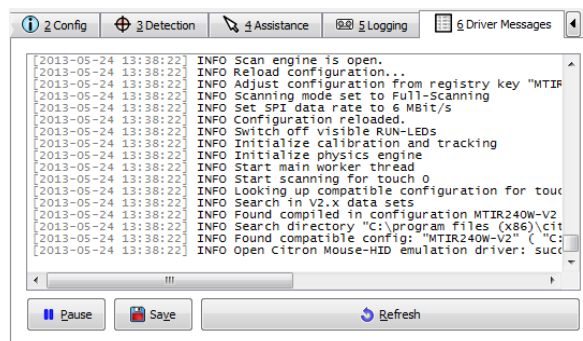 2 Config
3 Detection
4 Assistance
5 Logging
6 Driver Messages
[2013-05-24 13:38:22] INFO Scan engine is open.
[2013-05-24 13:38:22] INFO Reload configuration...
[2013-05-24 13:38:22] INFO Adjust configuration from registry key "MTIR
[2013-05-24 13:38:22] INFO Scanning mode set to Full-Scanning
[2013-05-24 13:38:22] INFO Set SPI data rate to 6 MBit/s
[2013-05-24 13:38:22] INFO Configuration reloaded.
[2013-05-24 13:38:22] INFO Switch off visible RUN-LEDs
[2013-05-24 13:38:22] INFO Initialize calibration and tracking
[2013-05-24 13:38:22] INFO Initialize physics engine
[2013-05-24 13:38:22] INFO Start main worker thread
[2013-05-24 13:38:22] INFO Start scanning for touch 0
[2013-05-24 13:38:22] INFO Looking up compatible configuration for touc
[2013-05-24 13:38:22] INFO Search in V2.x data sets
[2013-05-24 13:38:22] INFO Found compiled in configuration MTIR240W-V2
[2013-05-24 13:38:22] INFO Search directory "C:\program files (x86)\cit
[2013-05-24 13:38:22] INFO Found compatible config: "MTIR240W-V2" ( "C:
[2013-05-24 13:38:22] INFO Open Citron Mouse-HID emulation driver: succ
Pause
Save
Refresh